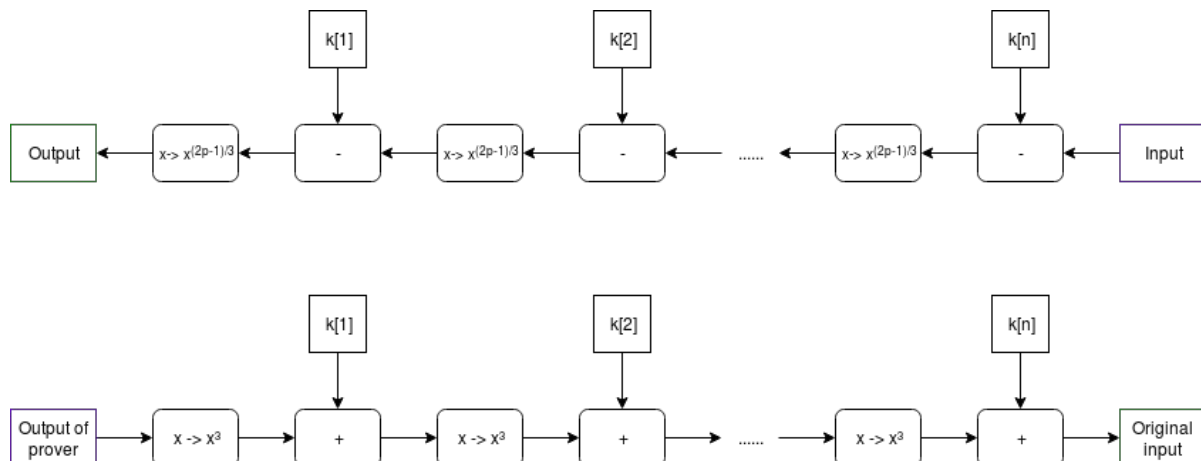 k[1] k[2] k[n]
Output x-> x^(2p-1)/3 - x-> x^(2p-1)/3 - ...... x-> x^(2p-1)/3 - Input
k[1] k[2] k[n]
Output of
prover x -> x³ + x -> x³ + ...... x -> x³ + Original
input